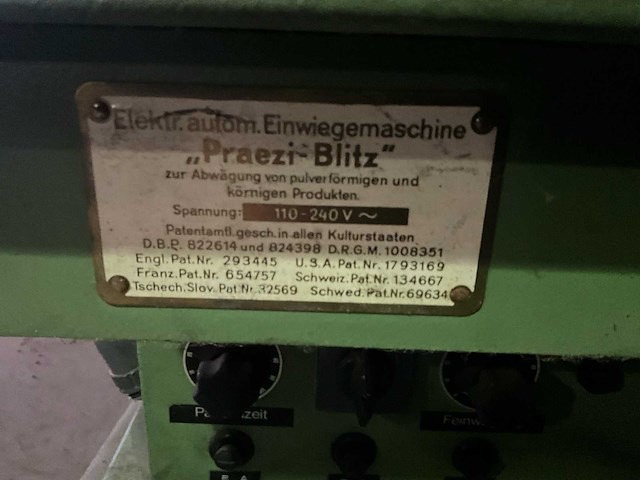 Elektr. autom. Einwiegemaschine
„Praezi-Blitz"
zur Abwägung von pulverförmigen und
körnigen Produkten.
Spannung: 110-240 V ~
Patentamtl. gesch. in allen Kulturstaaten
D.B.P. 822614 und 824398 D.R.G.M. 1008351
Engl. Pat. Nr. 293445 U.S.A. Pat. Nr. 1793169
Franz. Pat. Nr. 654757 Schweiz. Pat. Nr. 134667
Tschech. Slov. Pat. Nr. 32569 Schwed. Pat. Nr. 69634